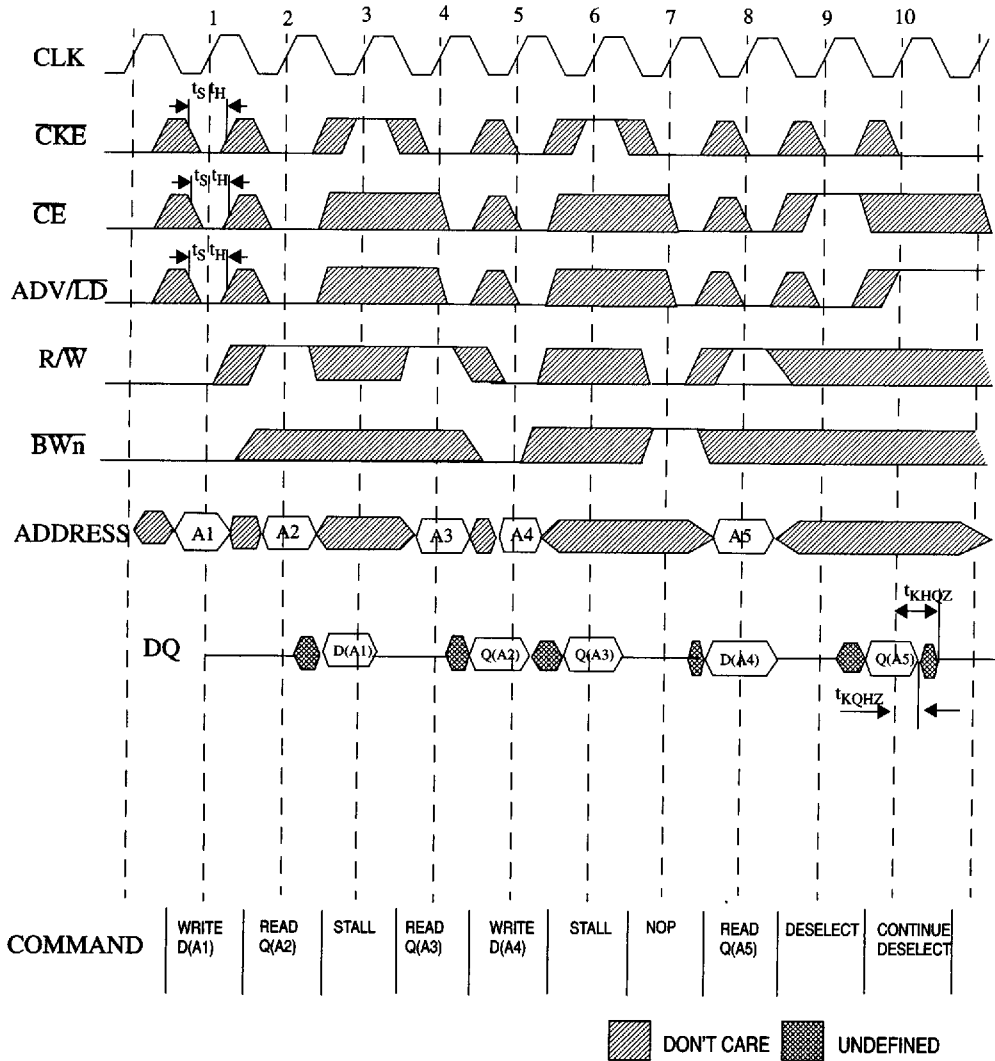 1 2 3 4 5 6 7 8 9 10
CLK
tS tH
CKE
tS tH
CE
tS tH
ADV/LD
R/W
BWn
ADDRESS A1 A2 A3 A4 A5
tKHQZ
DQ D(A1) Q(A2) Q(A3) D(A4) Q(A5)
tKQHZ
COMMAND
WRITE D(A1)
READ Q(A2)
STALL
READ Q(A3)
WRITE D(A4)
STALL
NOP
READ Q(A5)
DESELECT
CONTINUE DESELECT
DON'T CARE
UNDEFINED